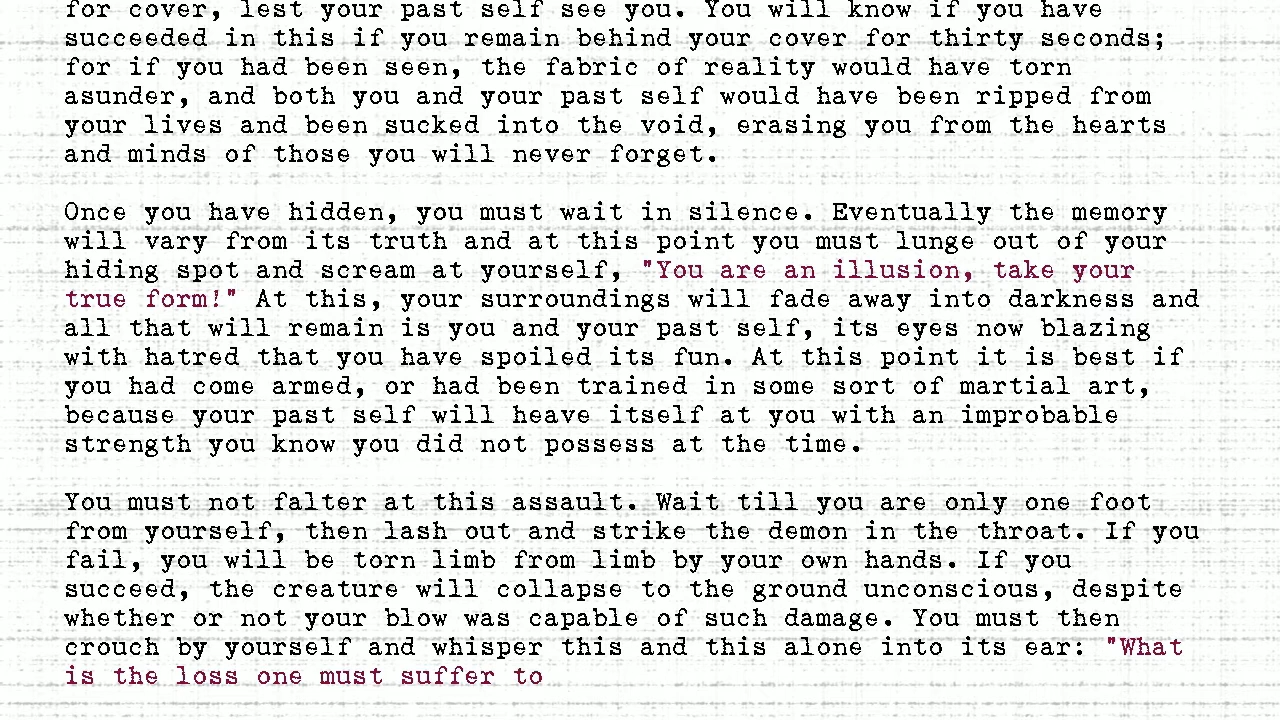 for cover, lest your past self see you. You will know if you have
succeeded in this if you remain behind your cover for thirty seconds;
for if you had been seen, the fabric of reality would have torn
asunder, and both you and your past self would have been ripped from
your lives and been sucked into the void, erasing you from the hearts
and minds of those you will never forget.
Once you have hidden, you must wait in silence. Eventually the memory
will vary from its truth and at this point you must lunge out of your
hiding spot and scream at yourself, "You are an illusion, take your
true form!" At this, your surroundings will fade away into darkness and
all that will remain is you and your past self, its eyes now blazing
with hatred that you have spoiled its fun. At this point it is best if
you had come armed, or had been trained in some sort of martial art,
because your past self will heave itself at you with an improbable
strength you know you did not possess at the time.
You must not falter at this assault. Wait till you are only one foot
from yourself, then lash out and strike the demon in the throat. If you
fail, you will be torn limb from limb by your own hands. If you
succeed, the creature will collapse to the ground unconscious, despite
whether or not your blow was capable of such damage. You must then
crouch by yourself and whisper this and this alone into its ear: "What
is the loss one must suffer to